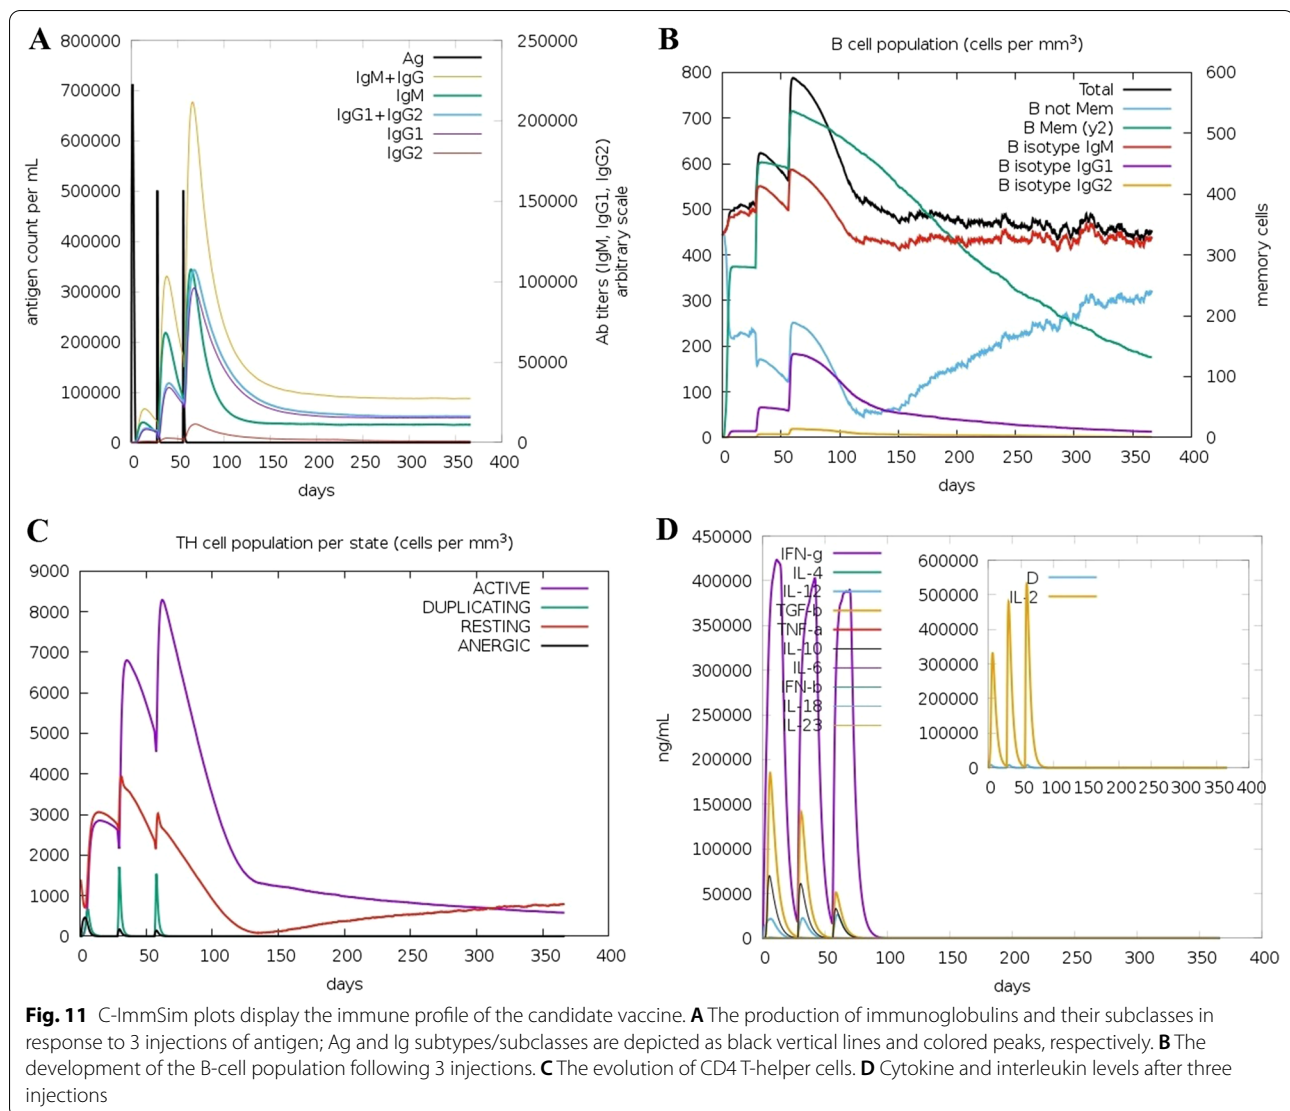 A
800000
700000
600000
500000
400000
300000
200000
100000
0
antigen count per mL
250000
200000
150000
100000
50000
0
Ab titers (IgM, IgG1, IgG2)
arbitrary scale
Ag
IgM+IgG
IgM
IgG1+IgG2
IgG1
IgG2
0 50 100 150 200 250 300 350 400
days
B
B cell population (cells per mm³)
800
700
600
500
400
300
200
100
0
600
500
400
300
200
100
0
memory cells
Total
B not Mem
B Mem (y2)
B isotype IgM
B isotype IgG1
B isotype IgG2
0 50 100 150 200 250 300 350 400
days
C
TH cell population per state (cells per mm³)
9000
8000
7000
6000
5000
4000
3000
2000
1000
0
ACTIVE
DUPLICATING
RESTING
ANERGIC
0 50 100 150 200 250 300 350 400
days
D
450000
400000
350000
300000
250000
200000
150000
100000
50000
0
ng/mL
IFN-g
IL-4
IL-12
TGF-b
TNF-a
IL-10
IL-6
IFN-b
IL-18
IL-23
600000
500000
400000
300000
200000
100000
0
D
IL-2
0 50 100 150 200 250 300 350 400
0 50 100 150 200 250 300 350 400
days
Fig. 11 C-ImmSim plots display the immune profile of the candidate vaccine. A The production of immunoglobulins and their subclasses in
response to 3 injections of antigen; Ag and Ig subtypes/subclasses are depicted as black vertical lines and colored peaks, respectively. B The
development of the B-cell population following 3 injections. C The evolution of CD4 T-helper cells. D Cytokine and interleukin levels after three
injections